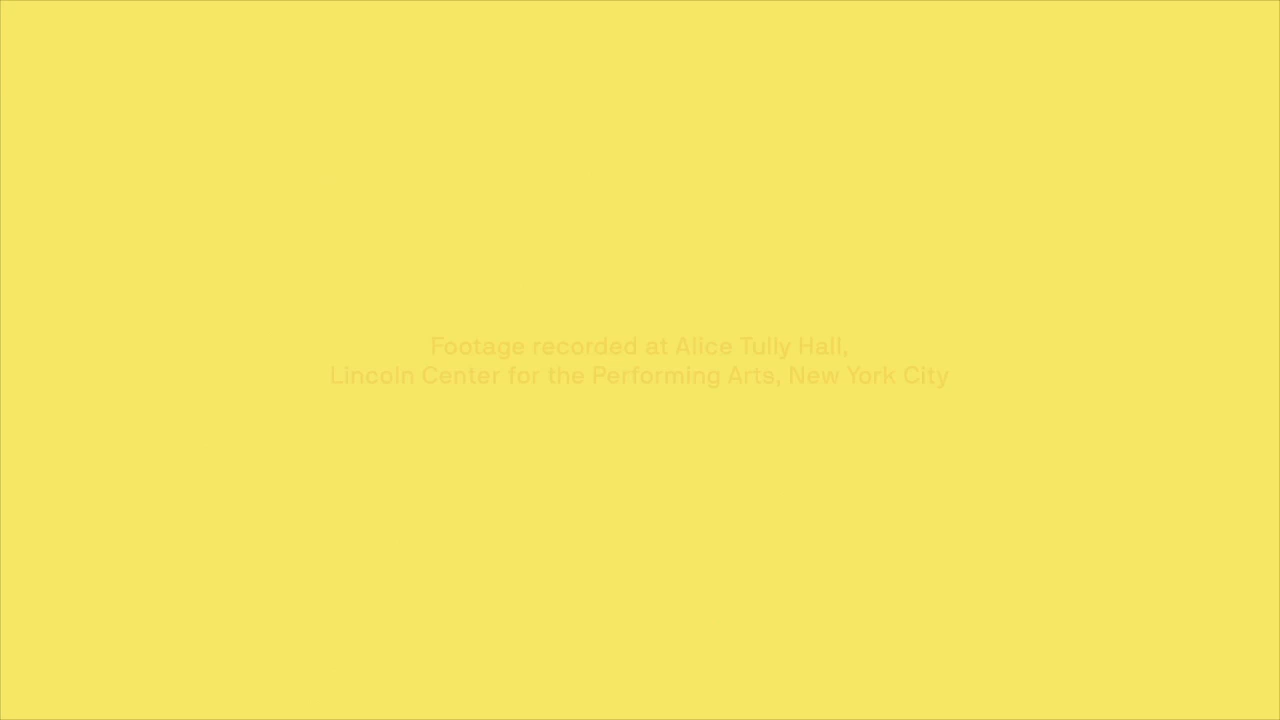 Footage recorded at Alice Tully Hall,
Lincoln Center for the Performing Arts, New York City